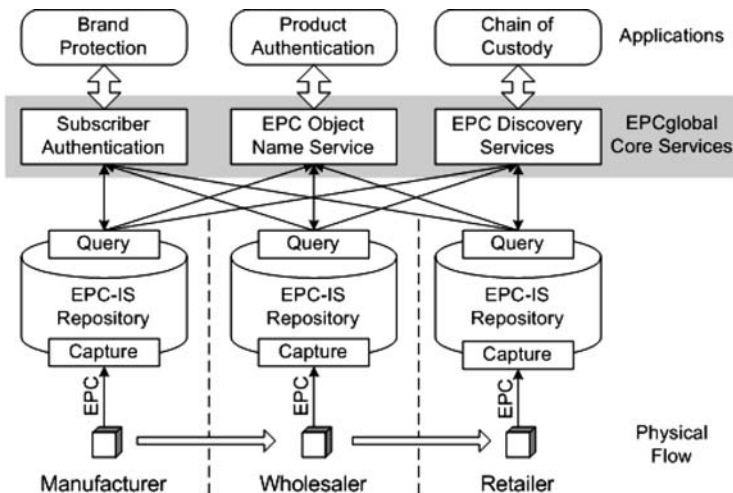 Brand
Protection
Product
Authentication
Chain of
Custody
Applications
Subscriber
Authentication
EPC Object
Name Service
EPC Discovery
Services
EPCglobal
Core Services
Query
Query
Query
EPC-IS
Repository
EPC-IS
Repository
EPC-IS
Repository
Capture
Capture
Capture
EPC
EPC
EPC
Physical
Flow
Manufacturer
Wholesaler
Retailer